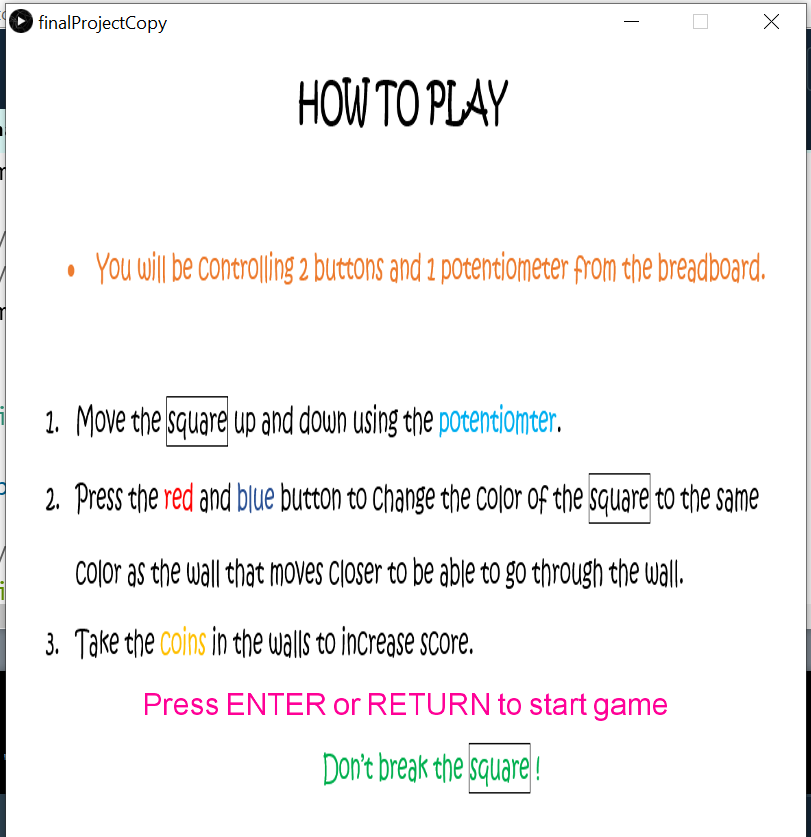 finalProjectCopy
HOW TO PLAY
• You will be controlling 2 buttons and 1 potentiometer from the breadboard.
1. Move the square up and down using the potentiomter.
2. Press the red and blue button to change the color of the square to the same
color as the wall that moves closer to be able to go through the wall.
3. Take the coins in the walls to increase score.
Press ENTER or RETURN to start game
Don't break the square !